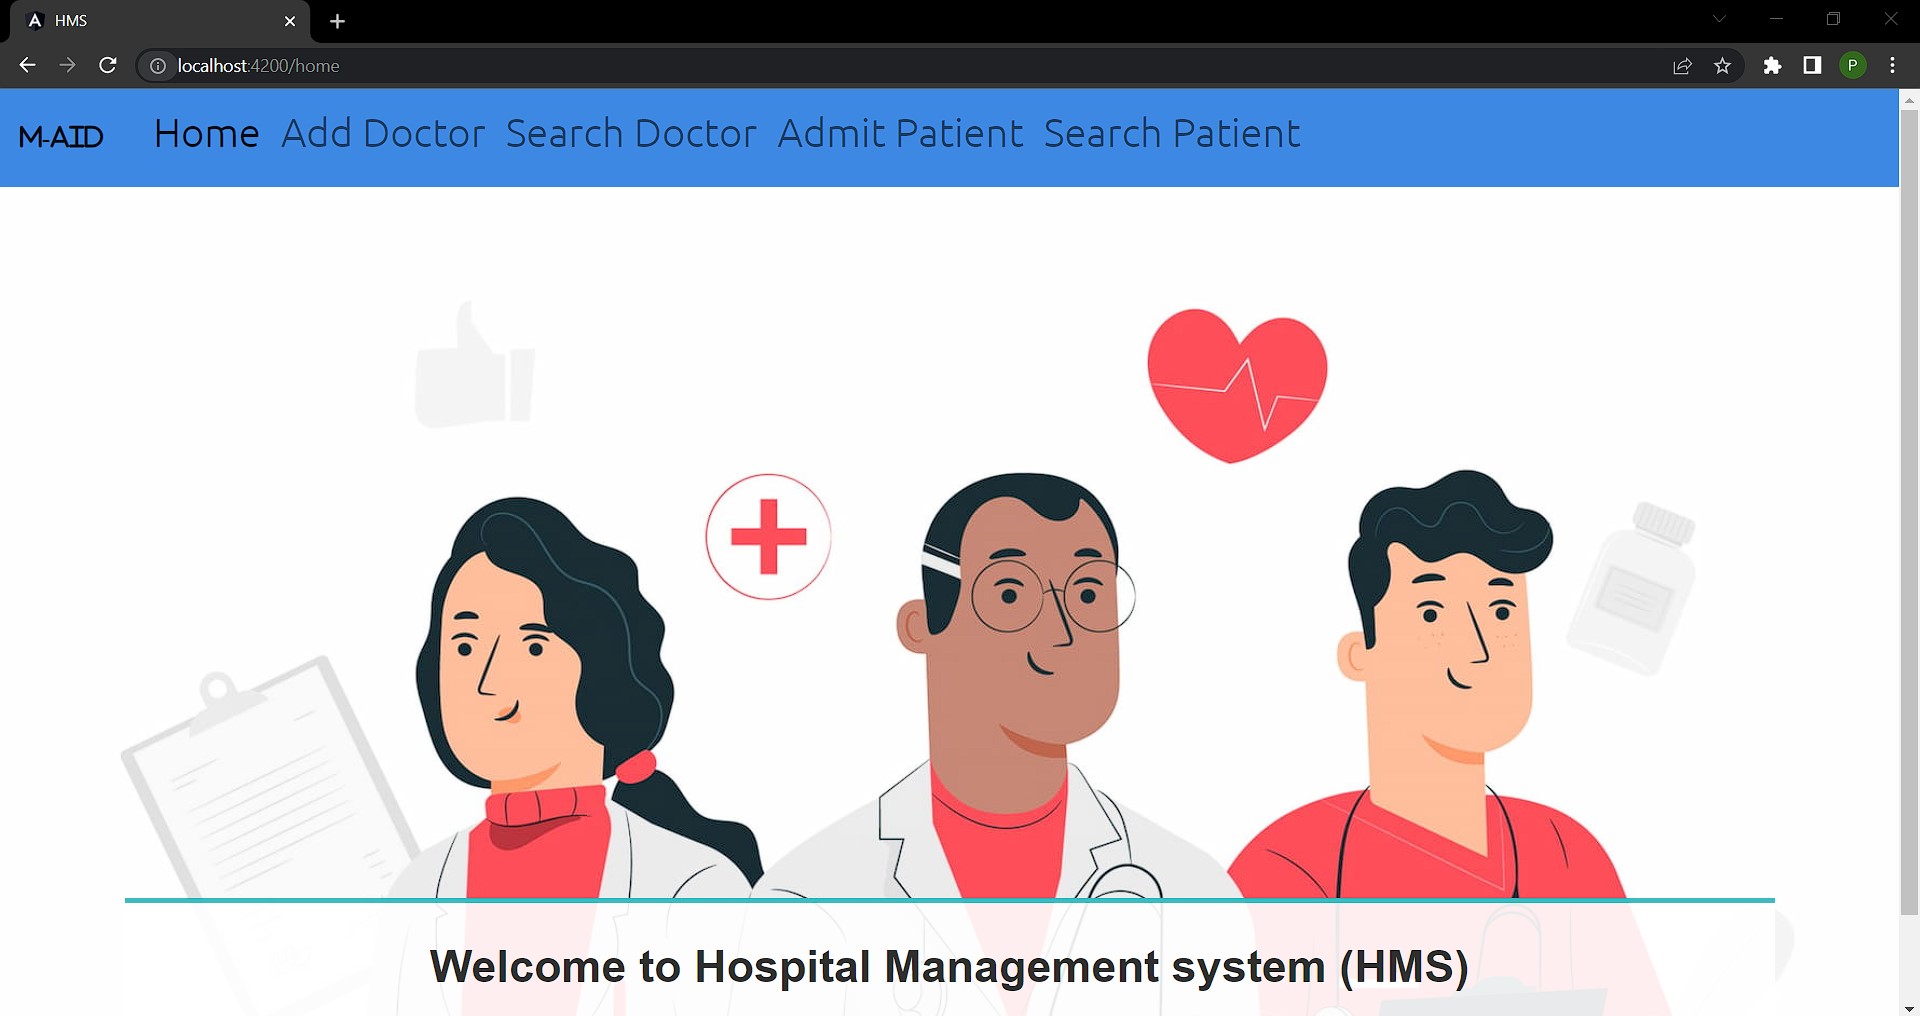 HMS
localhost:4200/home
P
M-AID Home Add Doctor Search Doctor Admit Patient Search Patient
Welcome to Hospital Management system (HMS)